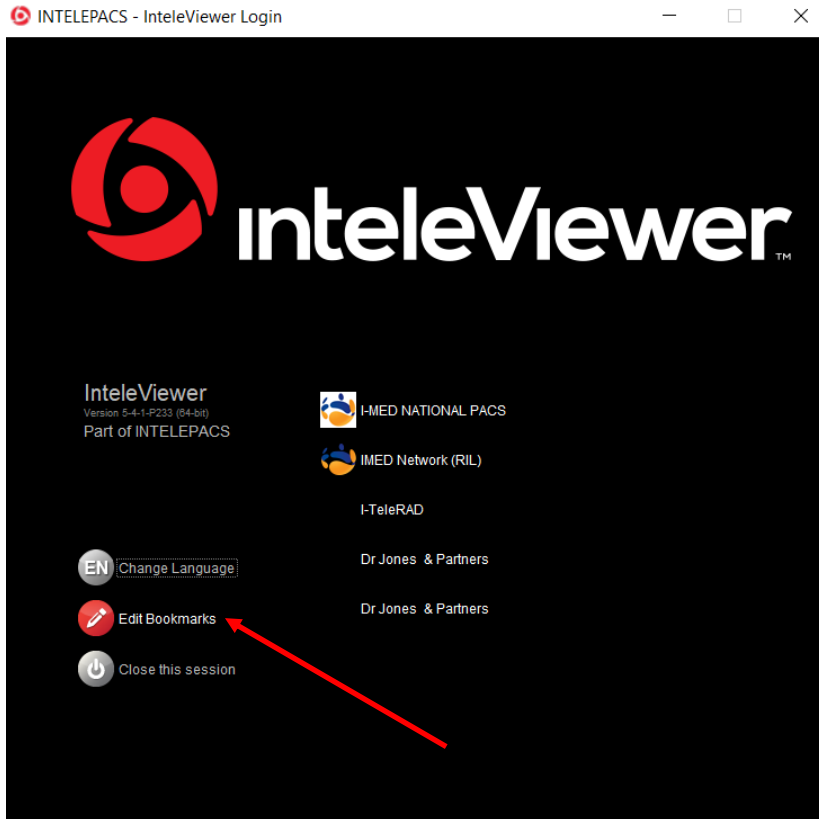 INTELEPACS - InteleViewer Login
ınteleVıewer™
InteleViewer
Version 5-4-1-P233 (64-bit)
Part of INTELEPACS
I-MED NATIONAL PACS
IMED Network (RIL)
I-TeleRAD
Dr Jones & Partners
Dr Jones & Partners
EN Change Language
Edit Bookmarks
Close this session